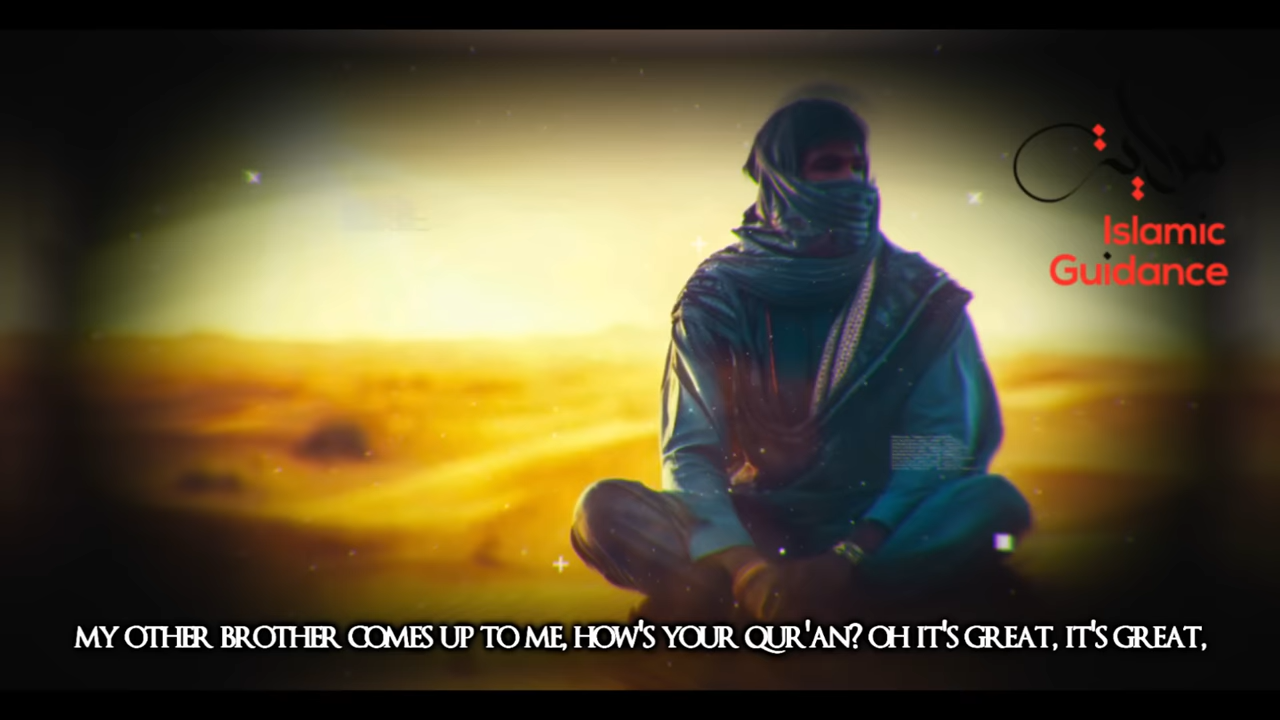 Islamic
Guidance
MY OTHER BROTHER COMES UP TO ME, HOW'S YOUR QUR'AN? OH IT'S GREAT, IT'S GREAT,